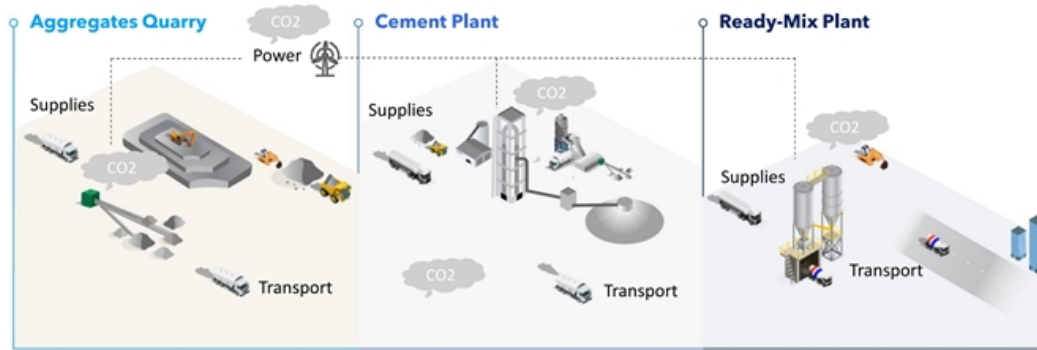 Aggregates Quarry
CO2
Power
Supplies
CO2
Transport
Cement Plant
CO2
Supplies
CO2
Transport
Ready-Mix Plant
CO2
Supplies
Transport